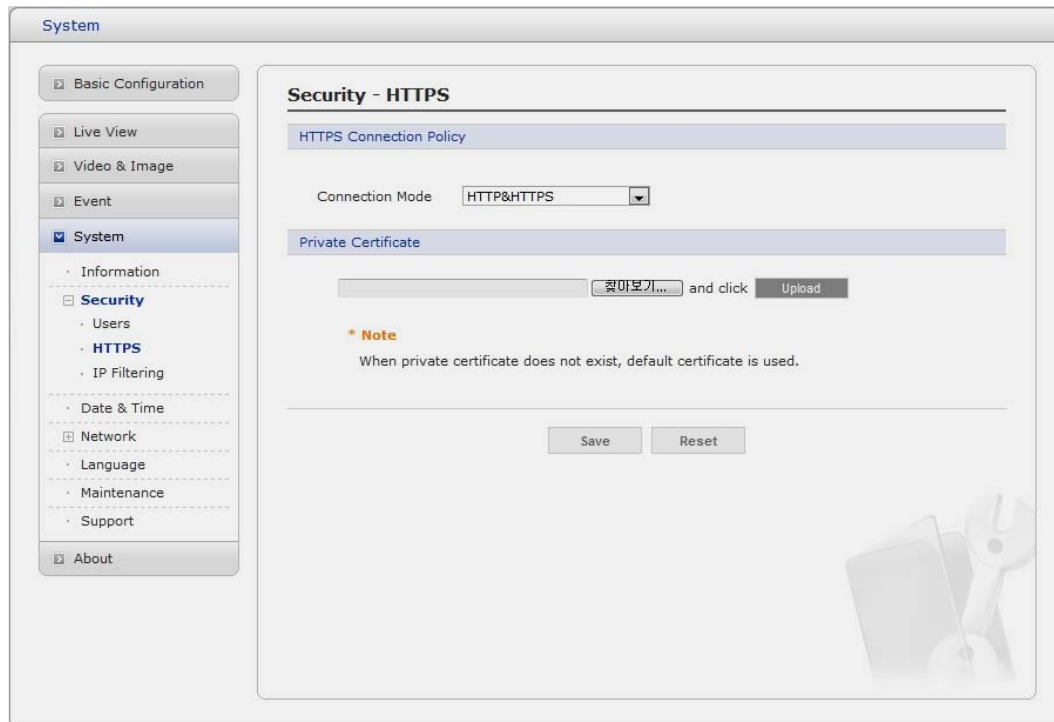 System
Basic Configuration
Live View
Video & Image
Event
System
Information
Security
Users
HTTPS
IP Filtering
Date & Time
Network
Language
Maintenance
Support
About
Security - HTTPS
HTTPS Connection Policy
Connection Mode HTTP&HTTPS
Private Certificate
찾아보기... and click Upload
* Note
When private certificate does not exist, default certificate is used.
Save Reset